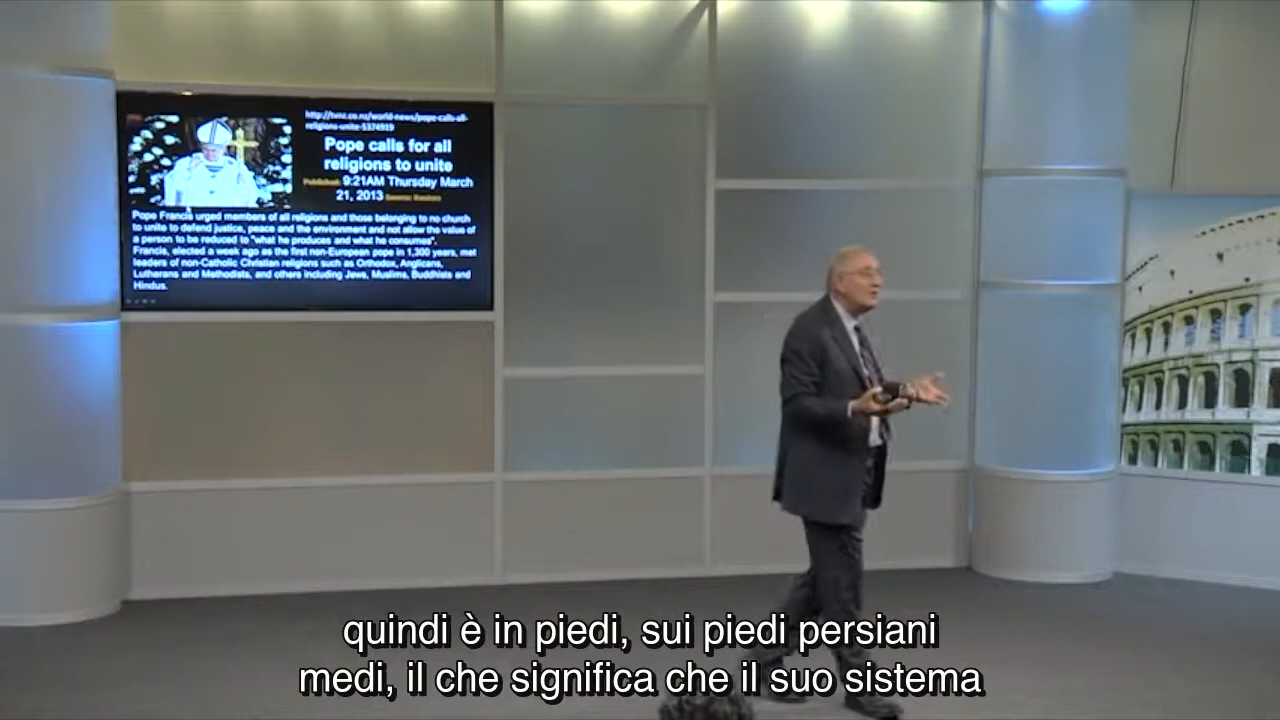 http://tvnz.co.nz/world-news/pope-calls-all-
religions-unite-5374919
Pope calls for all
religions to unite
Published: 9:21AM Thursday March
21, 2013 Source: Reuters
Pope Francis urged members of all religions and those belonging to no church
to unite to defend justice, peace and the environment and not allow the value of
a person to be reduced to "what he produces and what he consumes".
Francis, elected a week ago as the first non-European pope in 1,300 years, met
leaders of non-Catholic Christian religions such as Orthodox, Anglicans,
Lutherans and Methodists, and others including Jews, Muslims, Buddhists and
Hindus.
quindi è in piedi, sui piedi persiani
medi, il che significa che il suo sistema